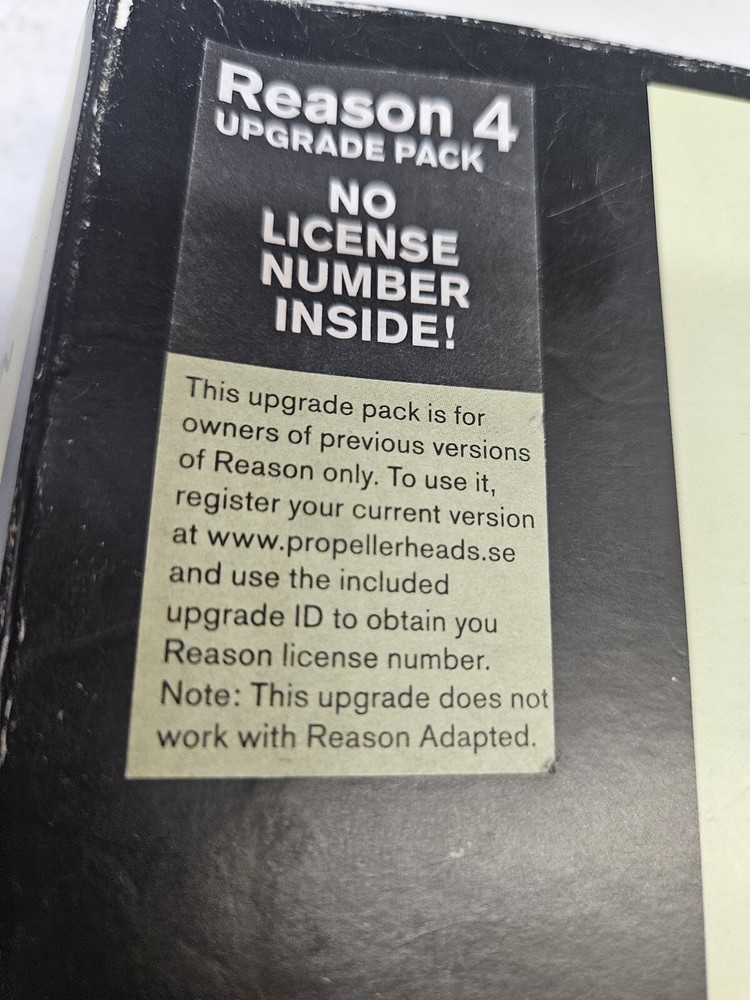 Reason 4
UPGRADE PACK
NO
LICENSE
NUMBER
INSIDE!
This upgrade pack is for
owners of previous versions
of Reason only. To use it,
register your current version
at www.propellerheads.se
and use the included
upgrade ID to obtain you
Reason license number.
Note: This upgrade does not
work with Reason Adapted.